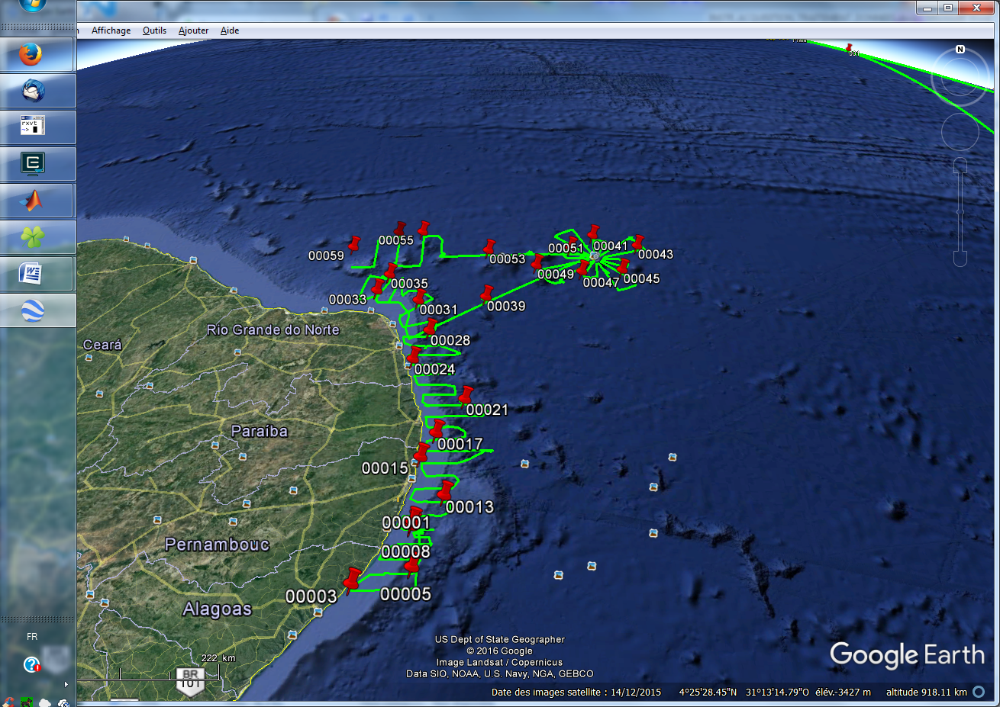 Affichage Outils Ajouter Aide
N
001
rxvt
~>
00059
00055
00053
00051
00041
00043
00049
00047
00045
00035
00033
00031
00039
00028
00024
00021
00017
00015
00013
00001
00008
00003
00005
Ceará
Rio Grande do Norte
Paraíba
Pernambouc
Alagoas
FR
222 km
BR
101
US Dept of State Geographer
© 2016 Google
Image Landsat / Copernicus
Data SIO, NOAA, U.S. Navy, NGA, GEBCO
Google Earth
Date des images satellite : 14/12/2015 4°25'28.45"N 31°13'14.79"O élév.-3427 m altitude 918.11 km